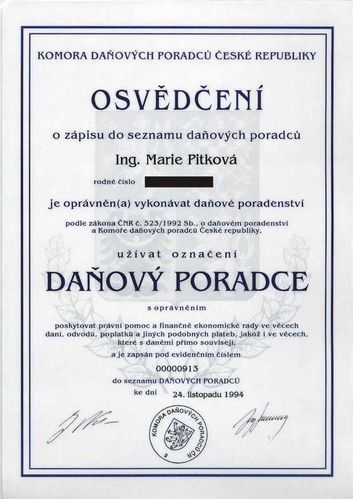 KOMORA DAŇOVÝCH PORADCŮ ČESKÉ REPUBLIKY
OSVĚDČENÍ
o zápisu do seznamu daňových poradců
Ing. Marie Pitková
rodné číslo
je oprávněn(a) vykonávat daňové poradenství
podle zákona ČNR č. 523/1992 Sb., o daňovém poradenství
a Komoře daňových poradců České republiky,
užívat označení
DAŇOVÝ PORADCE
s oprávněním
poskytovat právní pomoc a finančně ekonomické rady ve věcech
daní, odvodů, poplatků a jiných podobných plateb, jakož i ve věcech,
které s daněmi přímo souvisejí,
a je zapsán pod evidenčním číslem
00000913
do seznamu DAŇOVÝCH PORADCŮ
ke dni 24. listopadu 1994
KOMORA DAŇOVÝCH PORADCŮ ČR